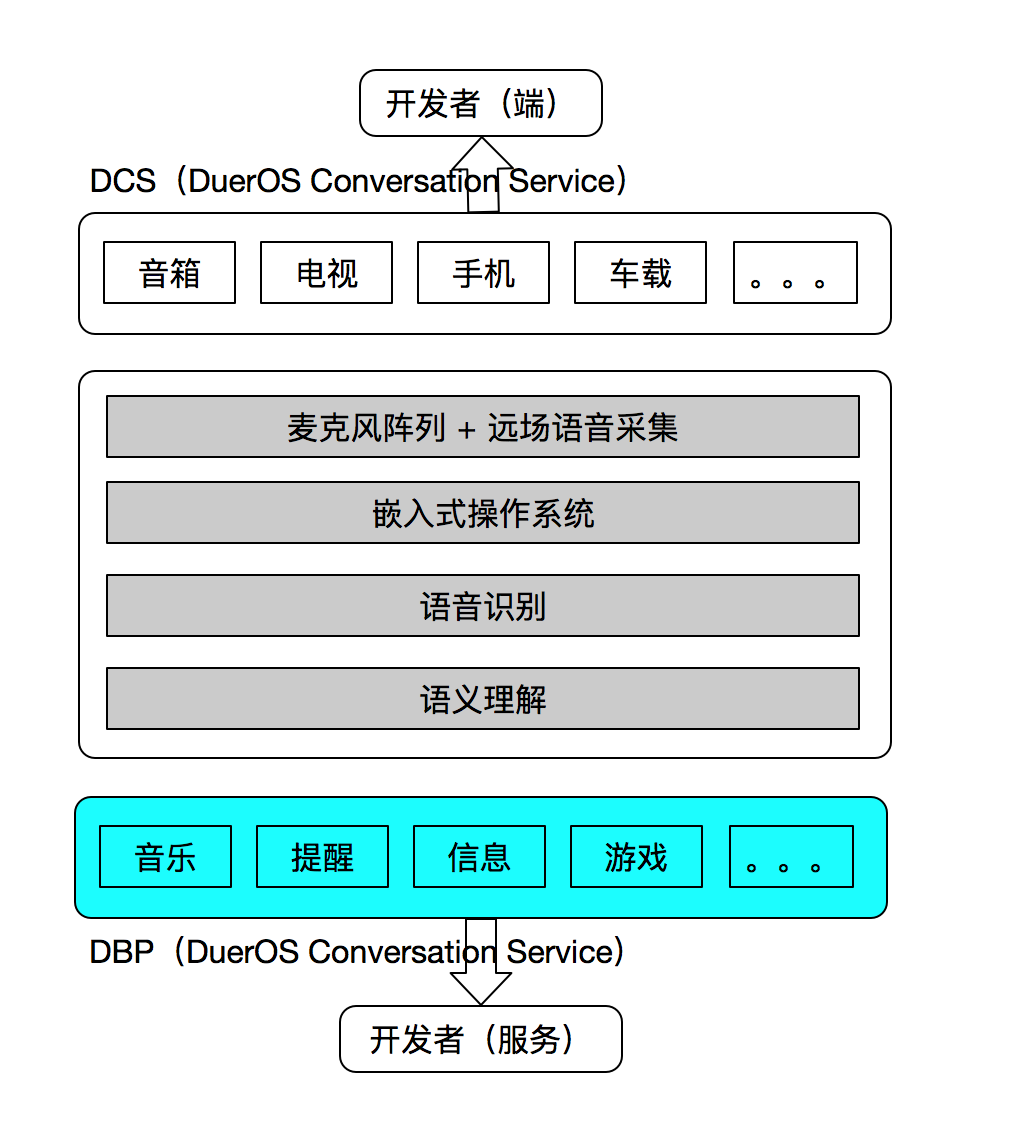 开发者（端）
DCS（DuerOS Conversation Service）
音箱 电视 手机 车载 。。。
麦克风阵列 + 远场语音采集
嵌入式操作系统
语音识别
语义理解
音乐 提醒 信息 游戏 。。。
DBP（DuerOS Conversation Service）
开发者（服务）